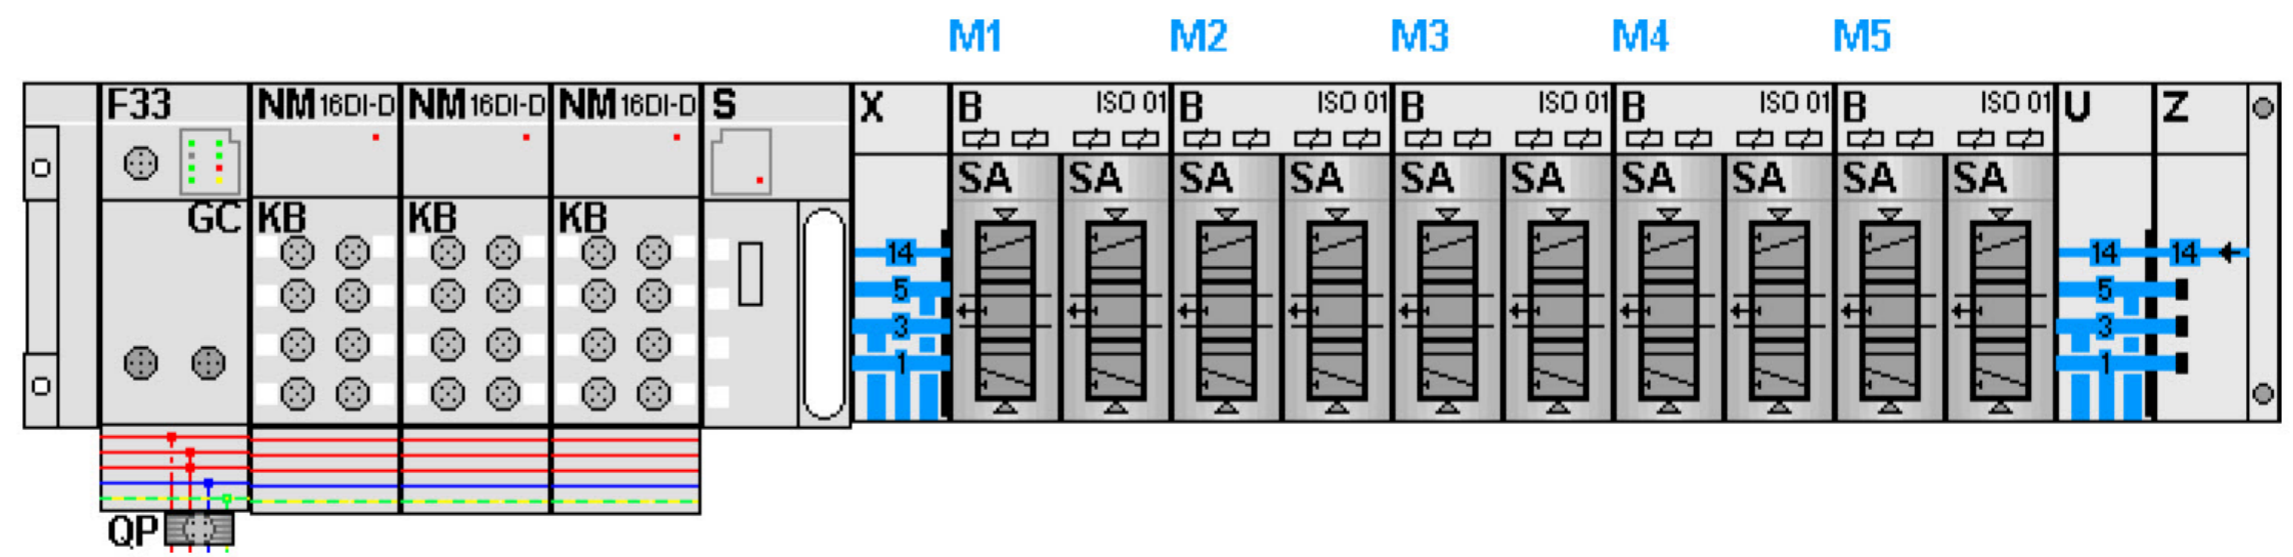 M1 M2 M3 M4 M5
F33 NM 16DI-D NM 16DI-D NM 16DI-D S X B ISO 01 B ISO 01 B ISO 01 B ISO 01 B ISO 01 U Z
SA SA SA SA SA SA SA SA SA SA
GC KB KB KB
14 14 14
5 5
3 3
1 1
QP